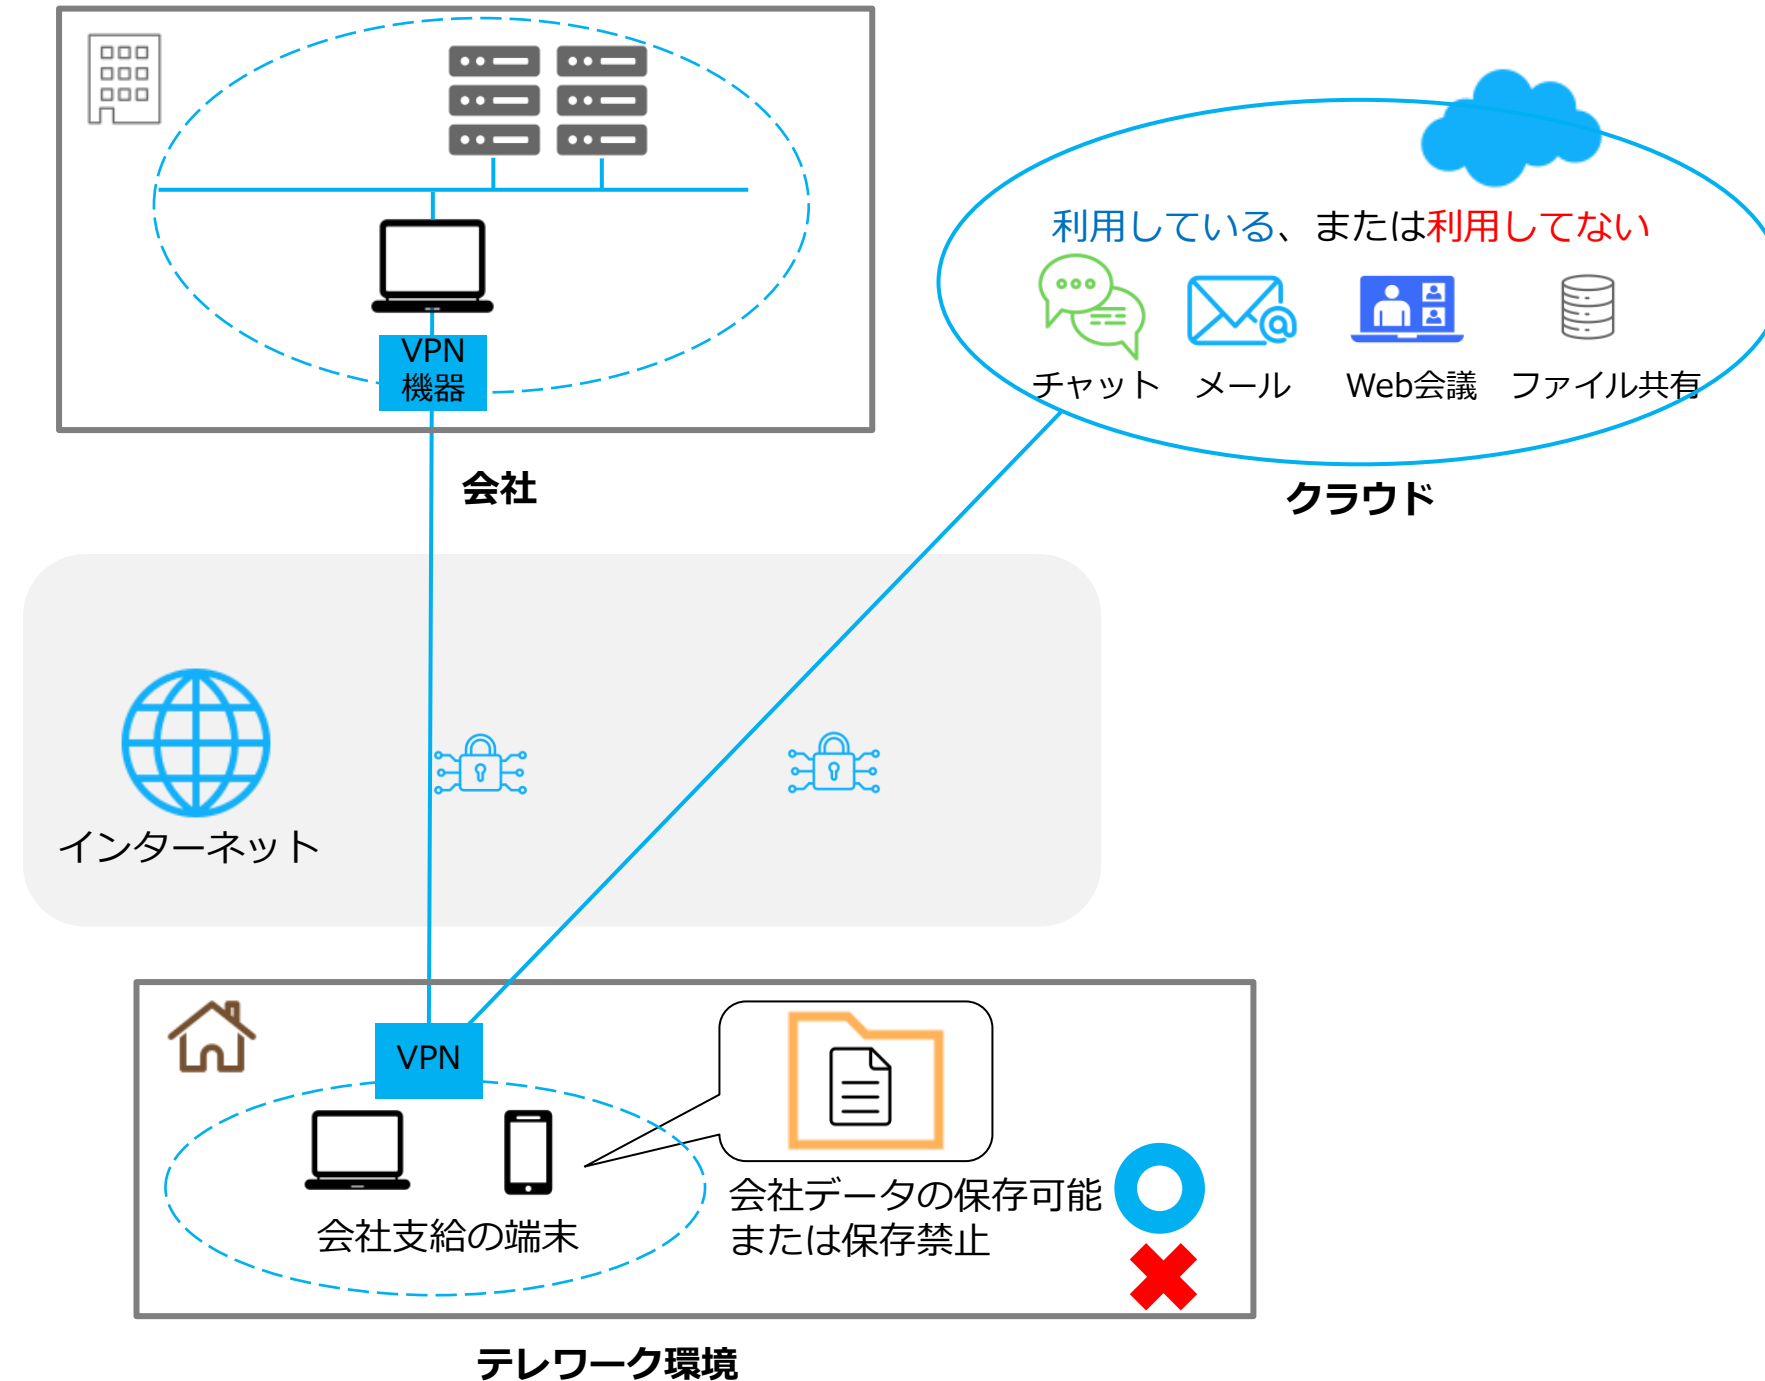 VPN
機器
会社
利用している、または利用してない
チャット
メール
Web会議
ファイル共有
クラウド
インターネット
VPN
会社支給の端末
会社データの保存可能
または保存禁止
テレワーク環境